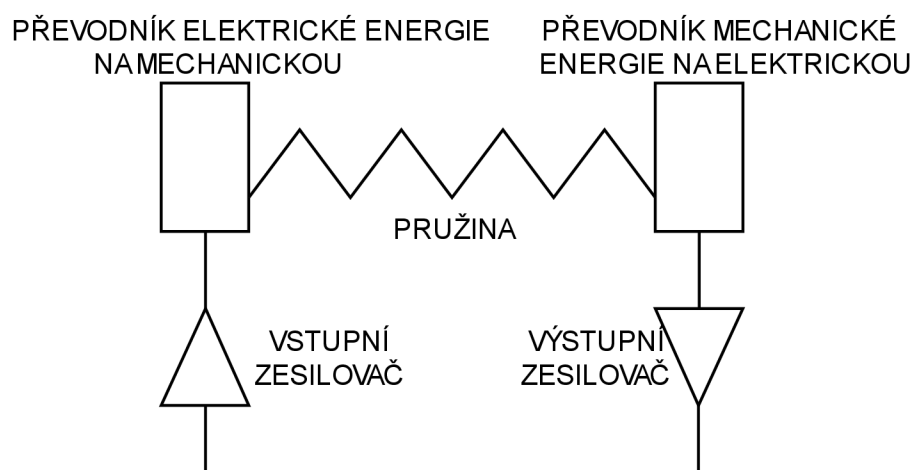 PŘEVODNÍK ELEKTRICKÉ ENERGIE
NA MECHANICKOU
PŘEVODNÍK MECHANICKÉ
ENERGIE NA ELEKTRICKOU
PRUŽINA
VSTUPNÍ
ZESILOVAČ
VÝSTUPNÍ
ZESILOVAČ